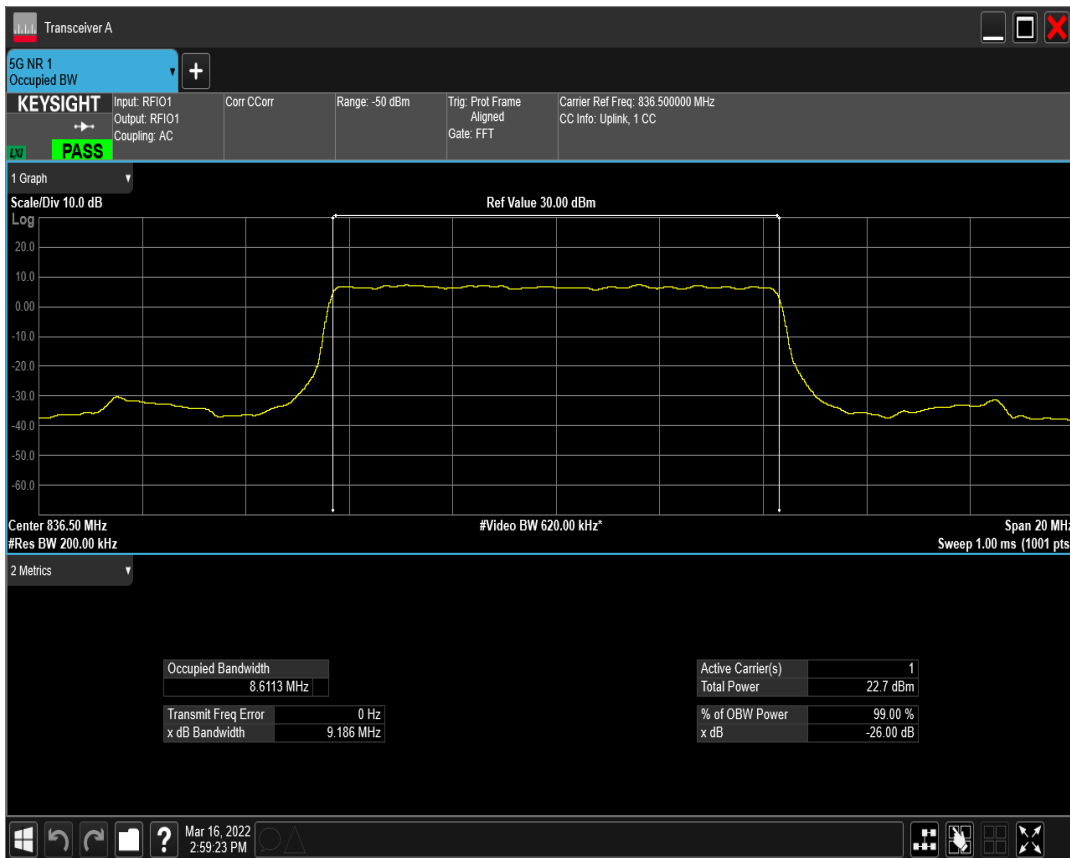 Transceiver A
5G NR 1
Occupied BW
+
KEYSIGHT
LXI
PASS
Input: RFIO1
Output: RFIO1
Coupling: AC
Corr CCorr
Range: -50 dBm
Trig: Prot Frame
Aligned
Gate: FFT
Carrier Ref Freq: 836.500000 MHz
CC Info: Uplink, 1 CC
1 Graph
Scale/Div 10.0 dB
Ref Value 30.00 dBm
Log
20.0
10.0
0.00
-10.0
-20.0
-30.0
-40.0
-50.0
-60.0
Center 836.50 MHz
#Video BW 620.00 kHz*
Span 20 MHz
#Res BW 200.00 kHz
Sweep 1.00 ms (1001 pts
2 Metrics
Occupied Bandwidth
8.6113 MHz
Transmit Freq Error 0 Hz
x dB Bandwidth 9.186 MHz
Active Carrier(s) 1
Total Power 22.7 dBm
% of OBW Power 99.00 %
x dB -26.00 dB
?
Mar 16, 2022
2:59:23 PM